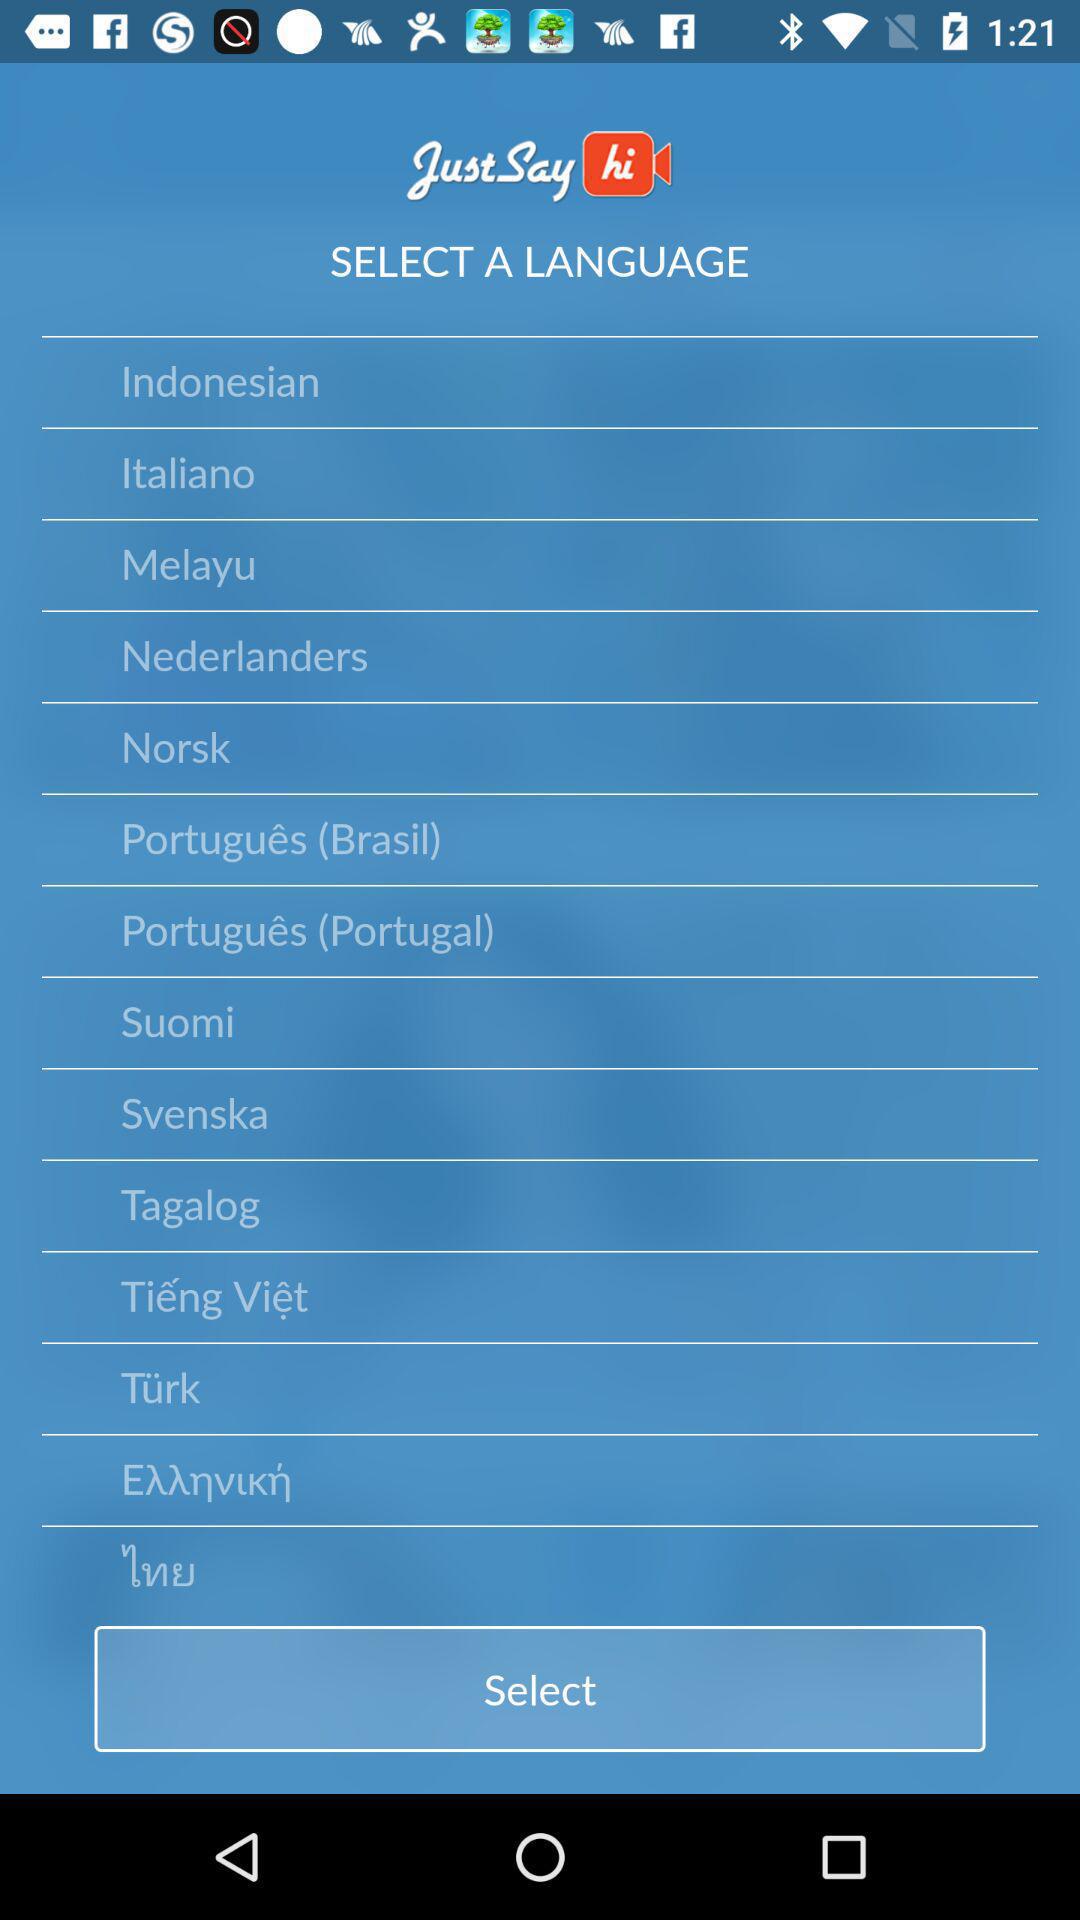 1:21
JustSay hi
SELECT A LANGUAGE
Indonesian
Italiano
Melayu
Nederlanders
Norsk
Português (Brasil)
Português (Portugal)
Suomi
Svenska
Tagalog
Tiếng Việt
Türk
Ελληνική
ไทย
Select